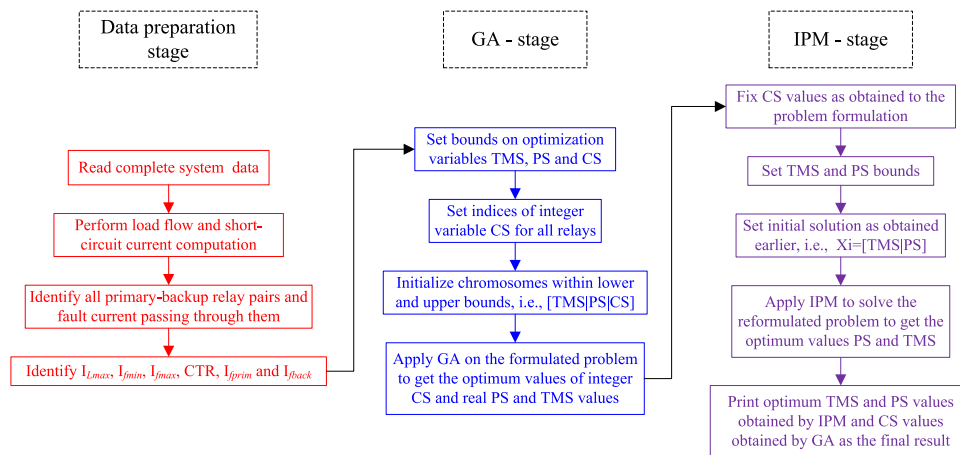 Data preparation
stage
Read complete system data
Perform load flow and short-
circuit current computation
Identify all primary-backup relay pairs and
fault current passing through them
Identify I_Lmax, I_fmin, I_fmax, CTR, I_fprim and I_fback
GA - stage
Set bounds on optimization
variables TMS, PS and CS
Set indices of integer
variable CS for all relays
Initialize chromosomes within lower
and upper bounds, i.e., [TMS|PS|CS]
Apply GA on the formulated problem
to get the optimum values of integer
CS and real PS and TMS values
IPM - stage
Fix CS values as obtained to the
problem formulation
Set TMS and PS bounds
Set initial solution as obtained
earlier, i.e., Xi=[TMS|PS]
Apply IPM to solve the
reformulated problem to get the
optimum values PS and TMS
Print optimum TMS and PS values
obtained by IPM and CS values
obtained by GA as the final result